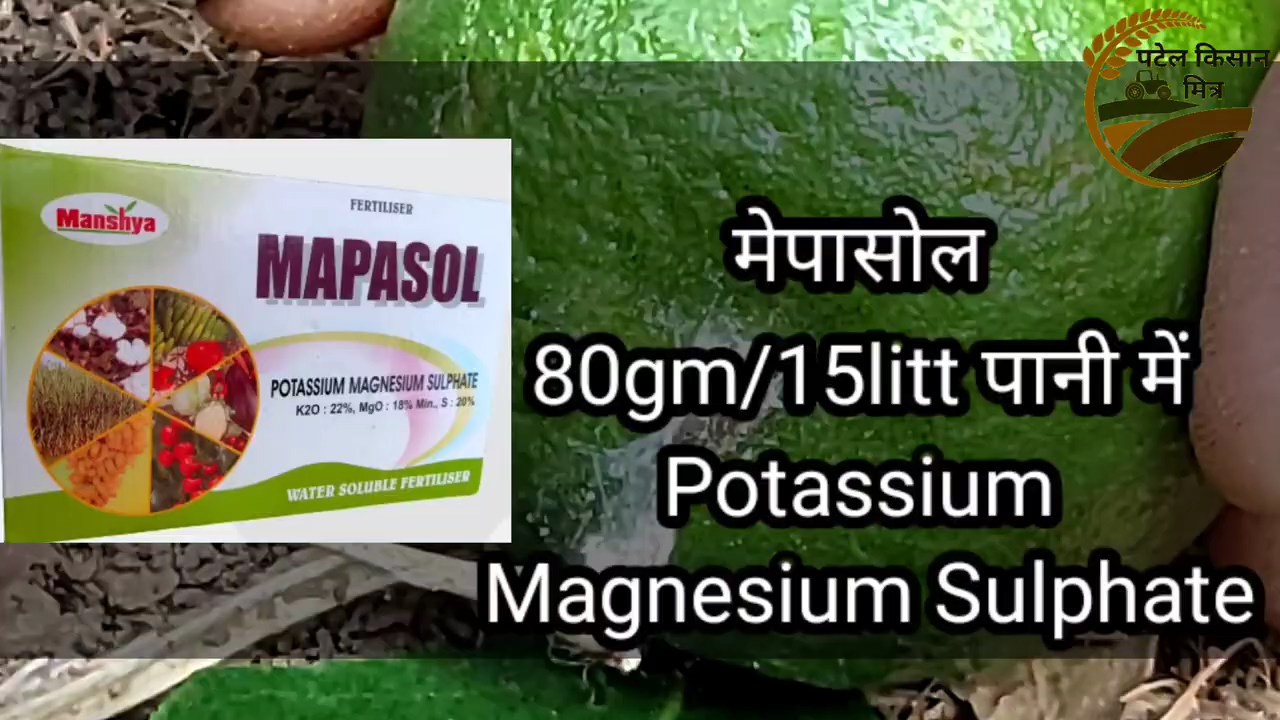 पटेल किसान
मित्र
Manshya
FERTILISER
MAPASOL
POTASSIUM MAGNESIUM SULPHATE
K2O : 22%, MgO : 18% Min., S : 20%
WATER SOLUBLE FERTILISER
मेपासोल
80gm/15litt पानी में
Potassium
Magnesium Sulphate